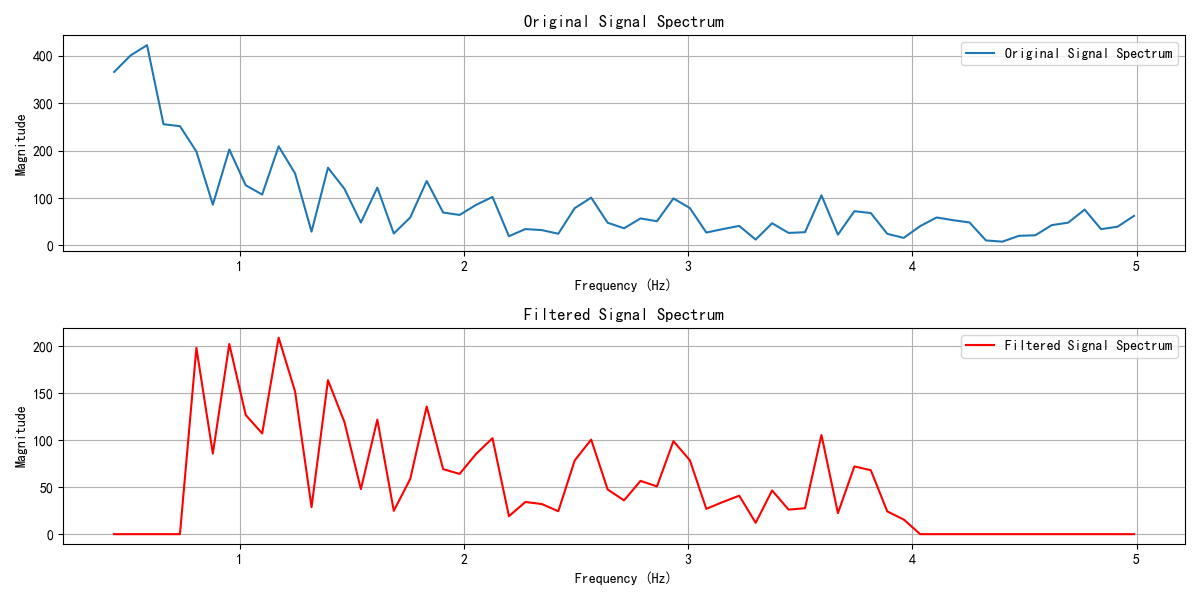 Original Signal Spectrum
Original Signal Spectrum
400
300
200
100
0
Magnitude
1 2 3 4 5
Frequency (Hz)
Filtered Signal Spectrum
Filtered Signal Spectrum
200
150
100
50
0
Magnitude
1 2 3 4 5
Frequency (Hz)